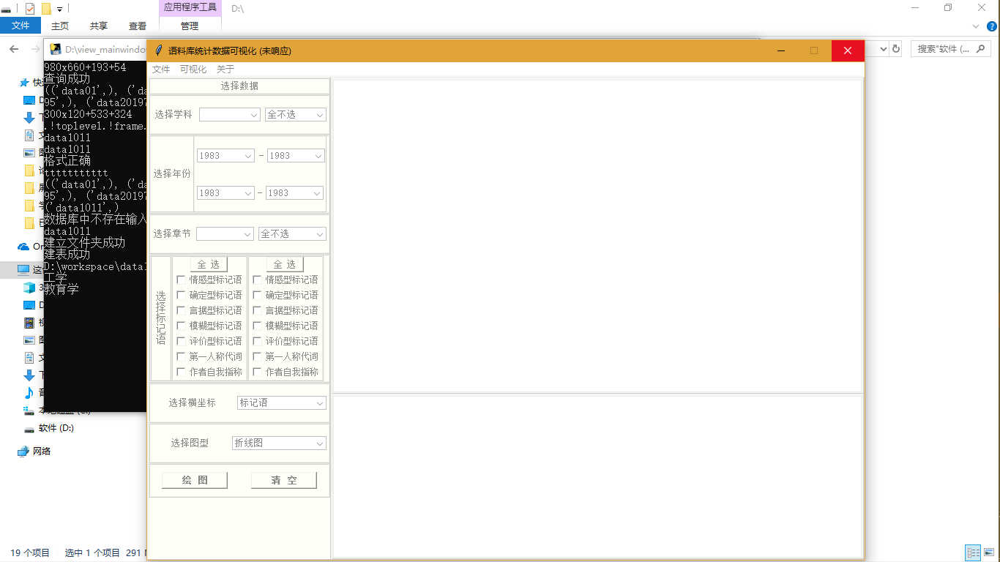 应用程序工具
D:\
文件
主页
共享
查看
管理
搜索"软件 (...
D:\view_mainwindo
语料库统计数据可视化 (未响应)
文件
可视化
关于
980x660+193+54
查询成功
(('data01',), ('da
95',), ('data2019
300x120+533+324
.!toplevel.!frame.
data1011
data1011
格式正确
ttttttttttt
(('data01',), ('da
95',), ('data2019
('data1011',)
数据库中不存在输入
data1011
建立文件夹成功
建表成功
D:\workspace\data1
工学
教育学
选择数据
选择学科
全不选
选择年份
1983 - 1983
1983 - 1983
选择章节
全不选
选择标记语
全 选
全 选
情感型标记语
情感型标记语
确定型标记语
确定型标记语
言据型标记语
言据型标记语
模糊型标记语
模糊型标记语
评价型标记语
评价型标记语
第一人称代词
第一人称代词
作者自我指称
作者自我指称
选择横坐标
标记语
选择图型
折线图
绘 图
清 空
软件 (D:)
网络
19 个项目
选中 1 个项目
291